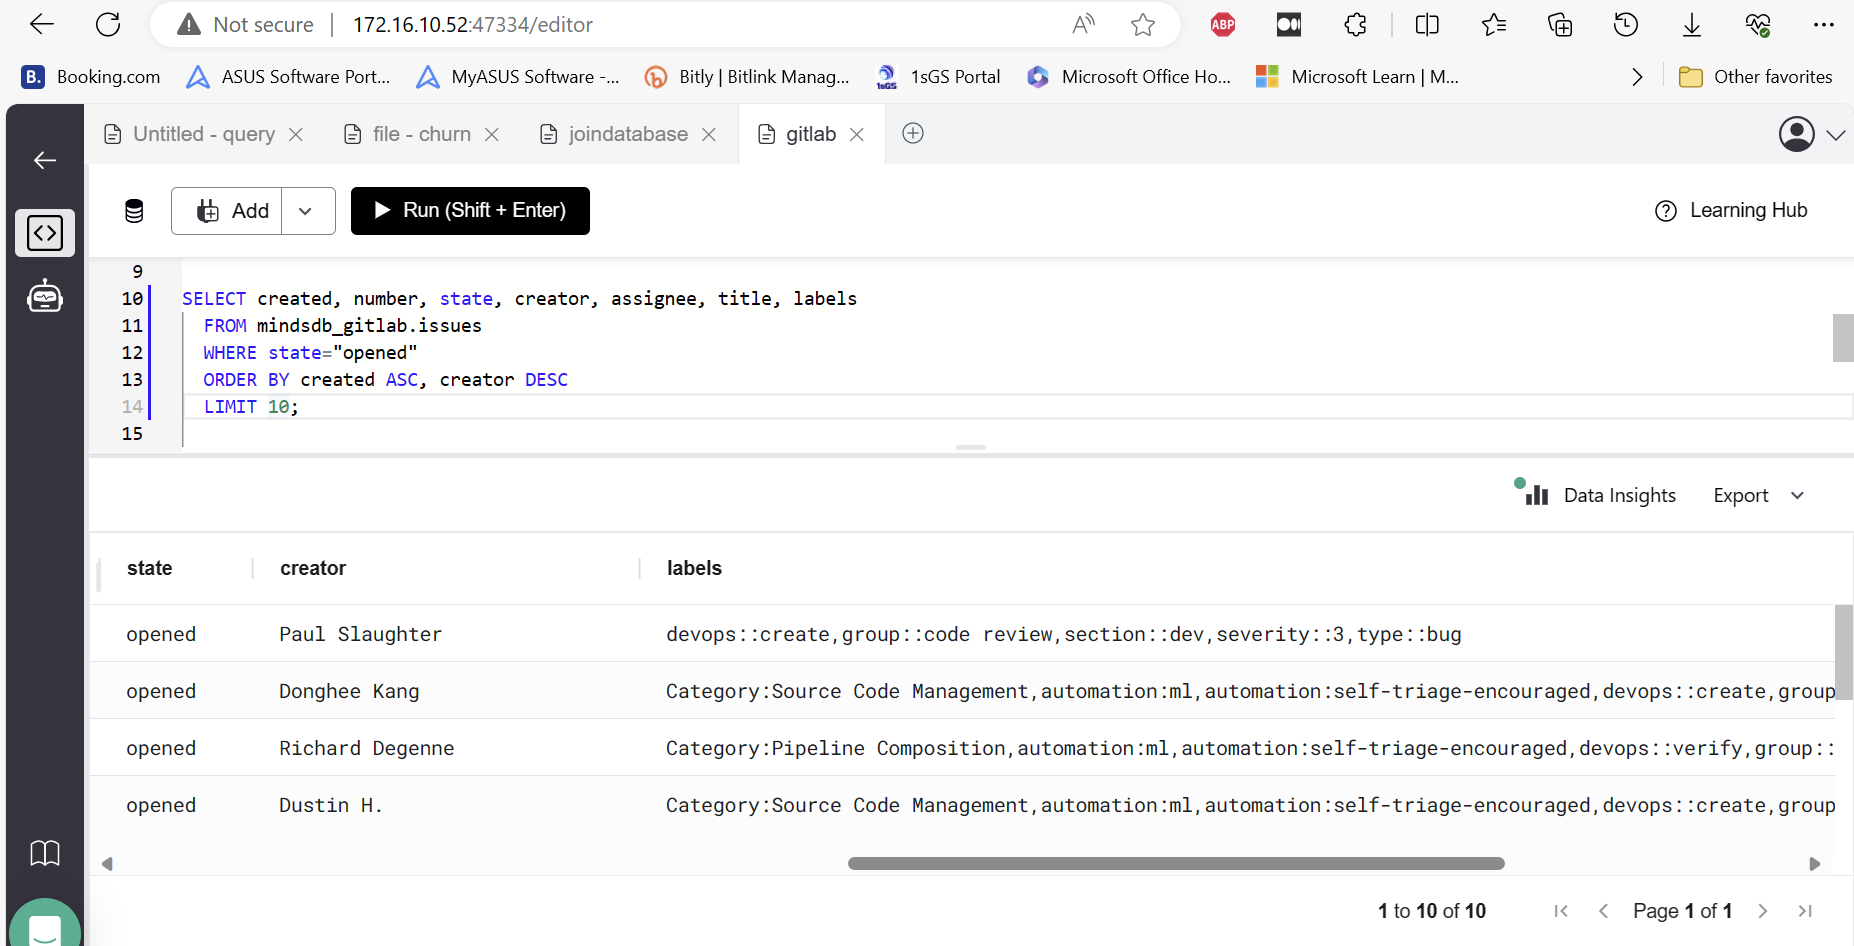 Not secure 172.16.10.52:47334/editor
Booking.com ASUS Software Port... MyASUS Software -... Bitly | Bitlink Manag... 1sGS Portal Microsoft Office Ho... Microsoft Learn | M... Other favorites
Untitled - query file - churn joindatabase gitlab
Add Run (Shift + Enter) Learning Hub
9
10 SELECT created, number, state, creator, assignee, title, labels
11 FROM mindsdb_gitlab.issues
12 WHERE state="opened"
13 ORDER BY created ASC, creator DESC
14 LIMIT 10;
15
Data Insights Export
state creator labels
opened Paul Slaughter devops::create,group::code review,section::dev,severity::3,type::bug
opened Donghee Kang Category:Source Code Management,automation:ml,automation:self-triage-encouraged,devops::create,group
opened Richard Degenne Category:Pipeline Composition,automation:ml,automation:self-triage-encouraged,devops::verify,group::
opened Dustin H. Category:Source Code Management,automation:ml,automation:self-triage-encouraged,devops::create,group
1 to 10 of 10 Page 1 of 1